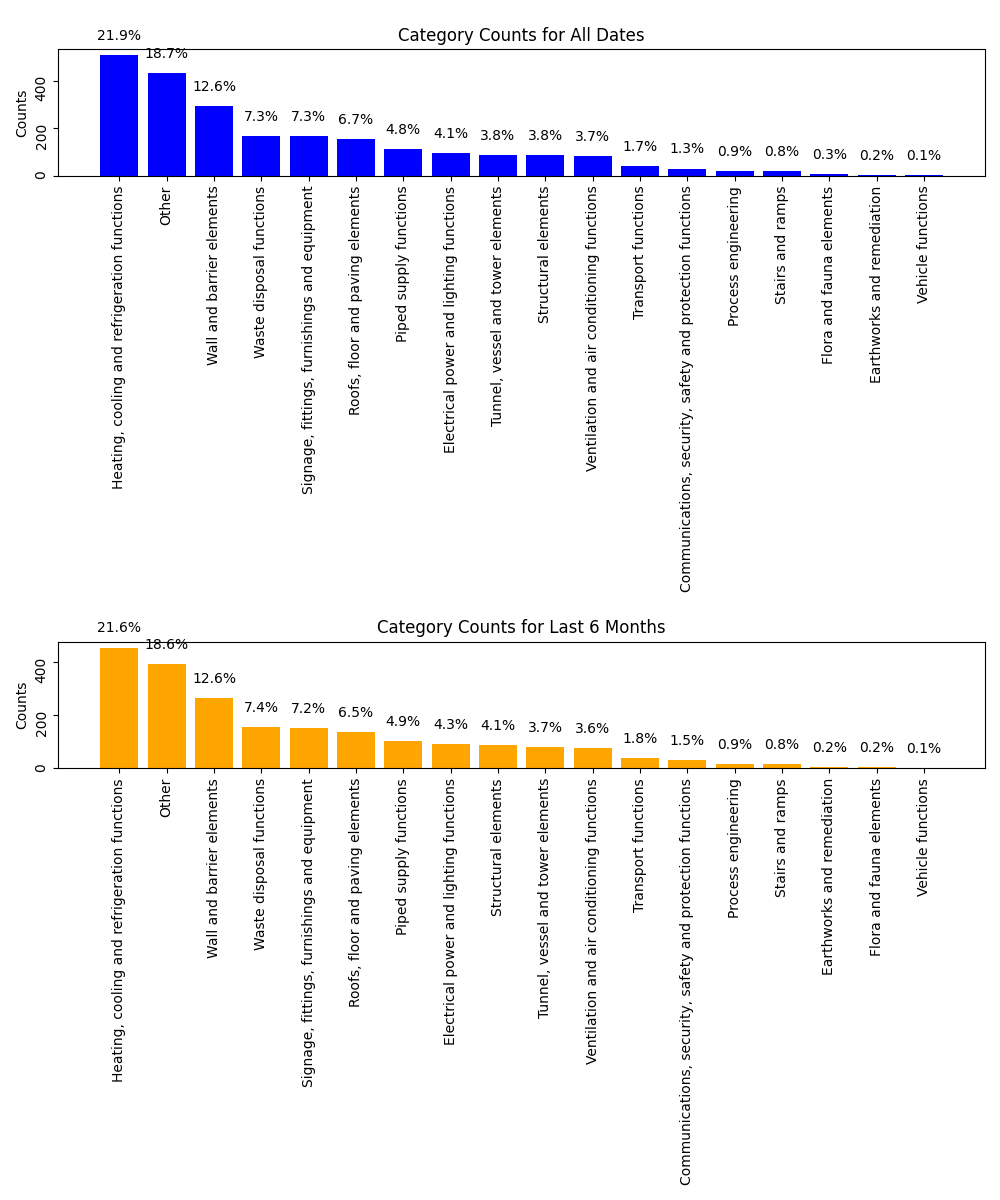 Category Counts for All Dates
21.9%
18.7%
12.6%
7.3%
7.3%
6.7%
4.8%
4.1%
3.8%
3.8%
3.7%
1.7%
1.3%
0.9%
0.8%
0.3%
0.2%
0.1%
Counts
400
200
0
Heating, cooling and refrigeration functions
Other
Wall and barrier elements
Waste disposal functions
Signage, fittings, furnishings and equipment
Roofs, floor and paving elements
Piped supply functions
Electrical power and lighting functions
Tunnel, vessel and tower elements
Structural elements
Ventilation and air conditioning functions
Transport functions
Communications, security, safety and protection functions
Process engineering
Stairs and ramps
Flora and fauna elements
Earthworks and remediation
Vehicle functions
Category Counts for Last 6 Months
21.6%
18.6%
12.6%
7.4%
7.2%
6.5%
4.9%
4.3%
4.1%
3.7%
3.6%
1.8%
1.5%
0.9%
0.8%
0.2%
0.2%
0.1%
Counts
400
200
0
Heating, cooling and refrigeration functions
Other
Wall and barrier elements
Waste disposal functions
Signage, fittings, furnishings and equipment
Roofs, floor and paving elements
Piped supply functions
Electrical power and lighting functions
Structural elements
Tunnel, vessel and tower elements
Ventilation and air conditioning functions
Transport functions
Communications, security, safety and protection functions
Process engineering
Stairs and ramps
Earthworks and remediation
Flora and fauna elements
Vehicle functions